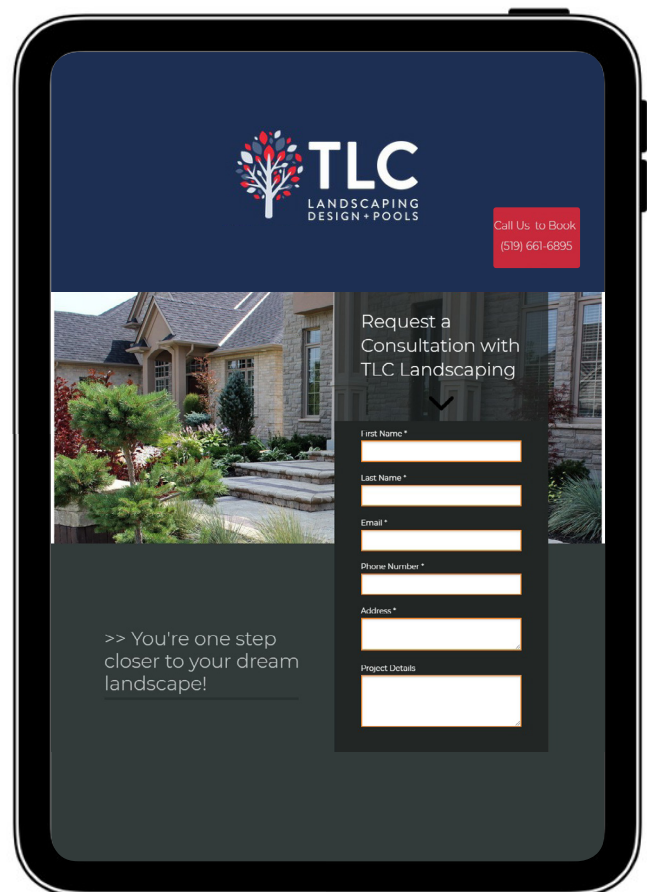 TLC
LANDSCAPING
DESIGN + POOLS
Call Us to Book
(519) 661-6895
Request a
Consultation with
TLC Landscaping
First Name *
Last Name *
Email *
Phone Number *
Address *
Project Details
>> You're one step
closer to your dream
landscape!